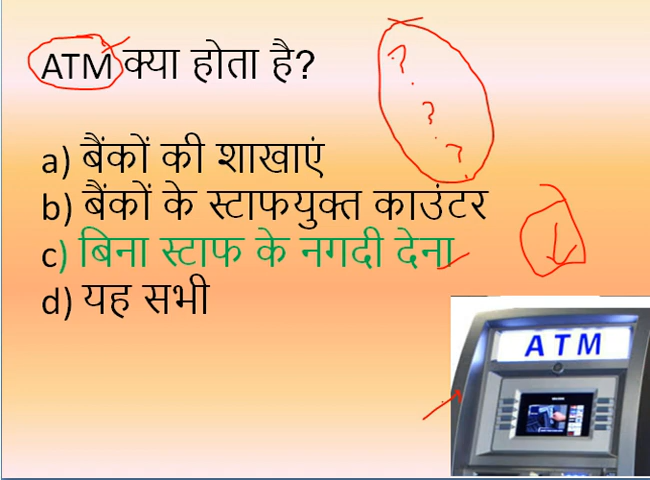 ATM क्या होता है?
a) बैंकों की शाखाएं
b) बैंकों के स्टाफयुक्त काउंटर
c) बिना स्टाफ के नगदी देना
d) यह सभी
? ? ?
ATM